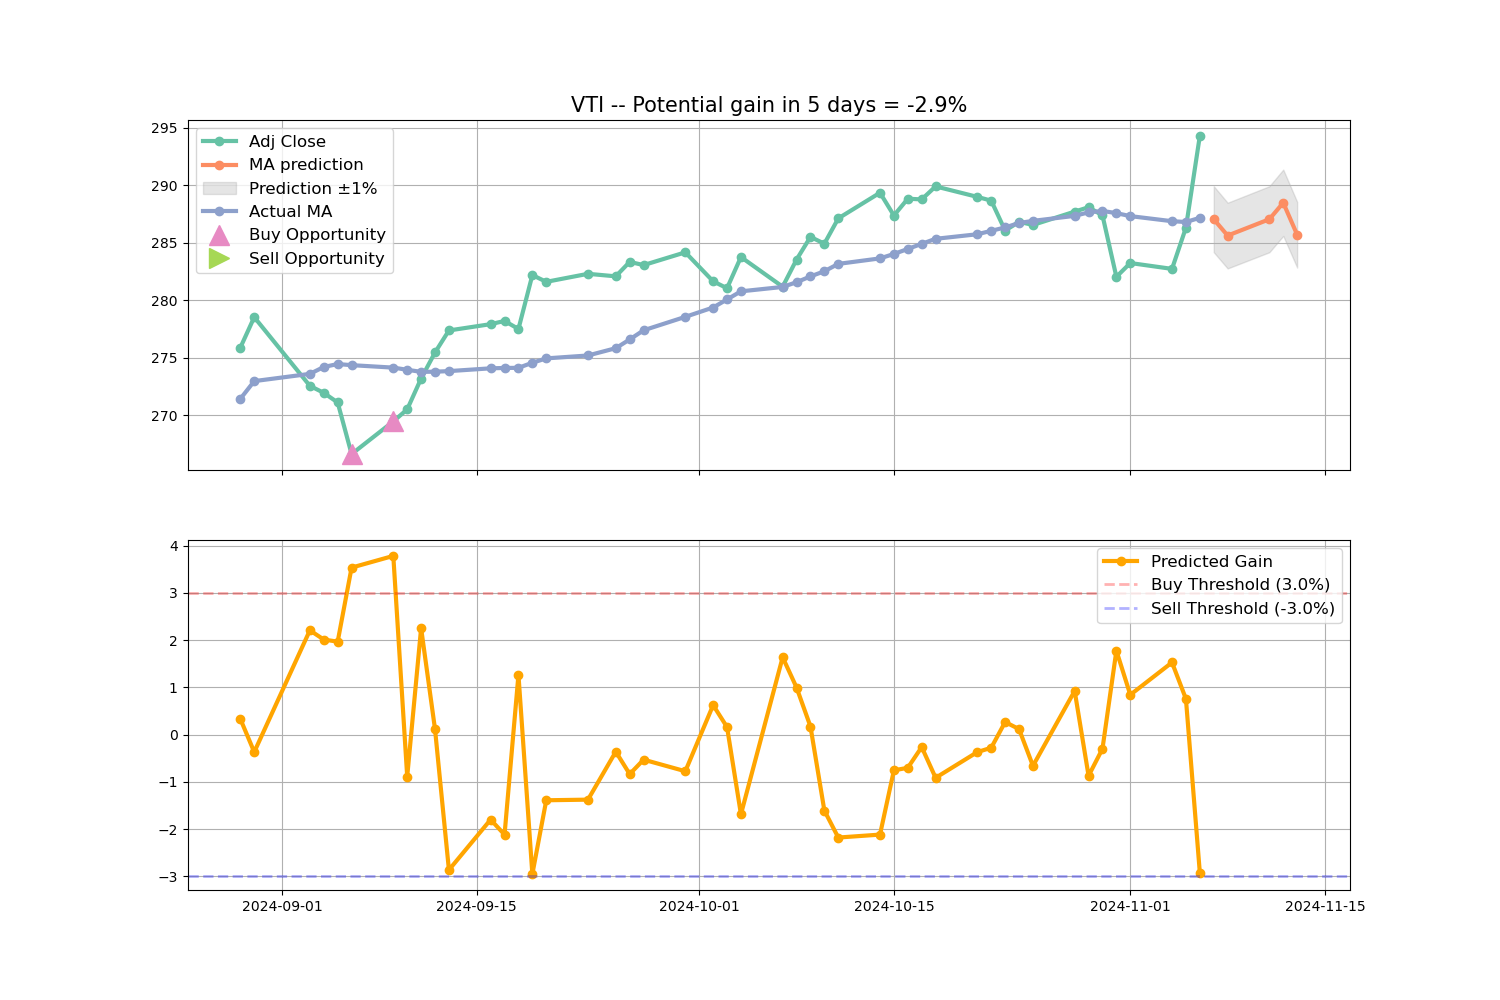 VTI -- Potential gain in 5 days = -2.9%
295
290
285
280
275
270
Adj Close
MA prediction
Prediction ±1%
Actual MA
Buy Opportunity
Sell Opportunity
4
3
2
1
0
−1
−2
−3
Predicted Gain
Buy Threshold (3.0%)
Sell Threshold (-3.0%)
2024-09-01
2024-09-15
2024-10-01
2024-10-15
2024-11-01
2024-11-15